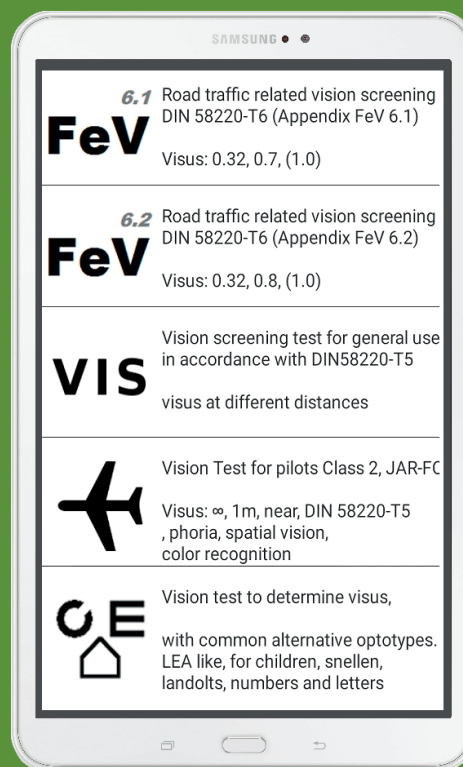 SAMSUNG
6.1
FeV
Road traffic related vision screening
DIN 58220-T6 (Appendix FeV 6.1)
Visus: 0.32, 0.7, (1.0)
6.2
FeV
Road traffic related vision screening
DIN 58220-T6 (Appendix FeV 6.2)
Visus: 0.32, 0.8, (1.0)
VIS
Vision screening test for general use
in accordance with DIN58220-T5
visus at different distances
Vision Test for pilots Class 2, JAR-FC
Visus: ∞, 1m, near, DIN 58220-T5
, phoria, spatial vision,
color recognition
Vision test to determine visus,
with common alternative optotypes.
LEA like, for children, snellen,
landolts, numbers and letters